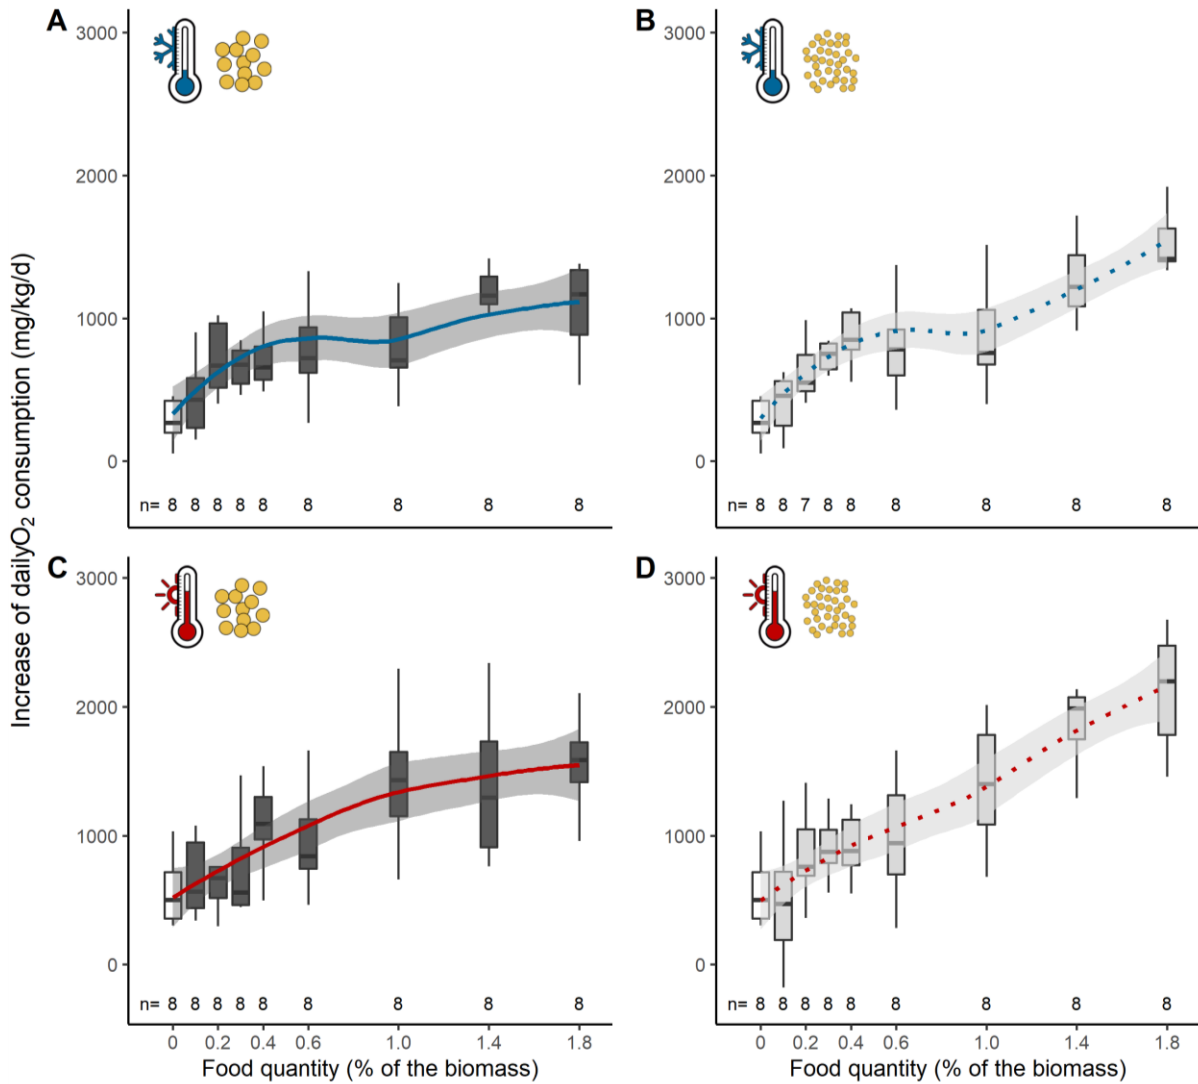 A
B
3000
3000
2000
2000
1000
1000
0
0
n= 8 8 8 8 8 8 8 8 8
n= 8 8 7 8 8 8 8 8 8
C
D
3000
3000
2000
2000
1000
1000
0
0
n= 8 8 8 8 8 8 8 8 8
n= 8 8 8 8 8 8 8 8 8
0 0.2 0.4 0.6 1.0 1.4 1.8
0 0.2 0.4 0.6 1.0 1.4 1.8
Food quantity (% of the biomass)
Food quantity (% of the biomass)
Increase of dailyO₂ consumption (mg/kg/d)